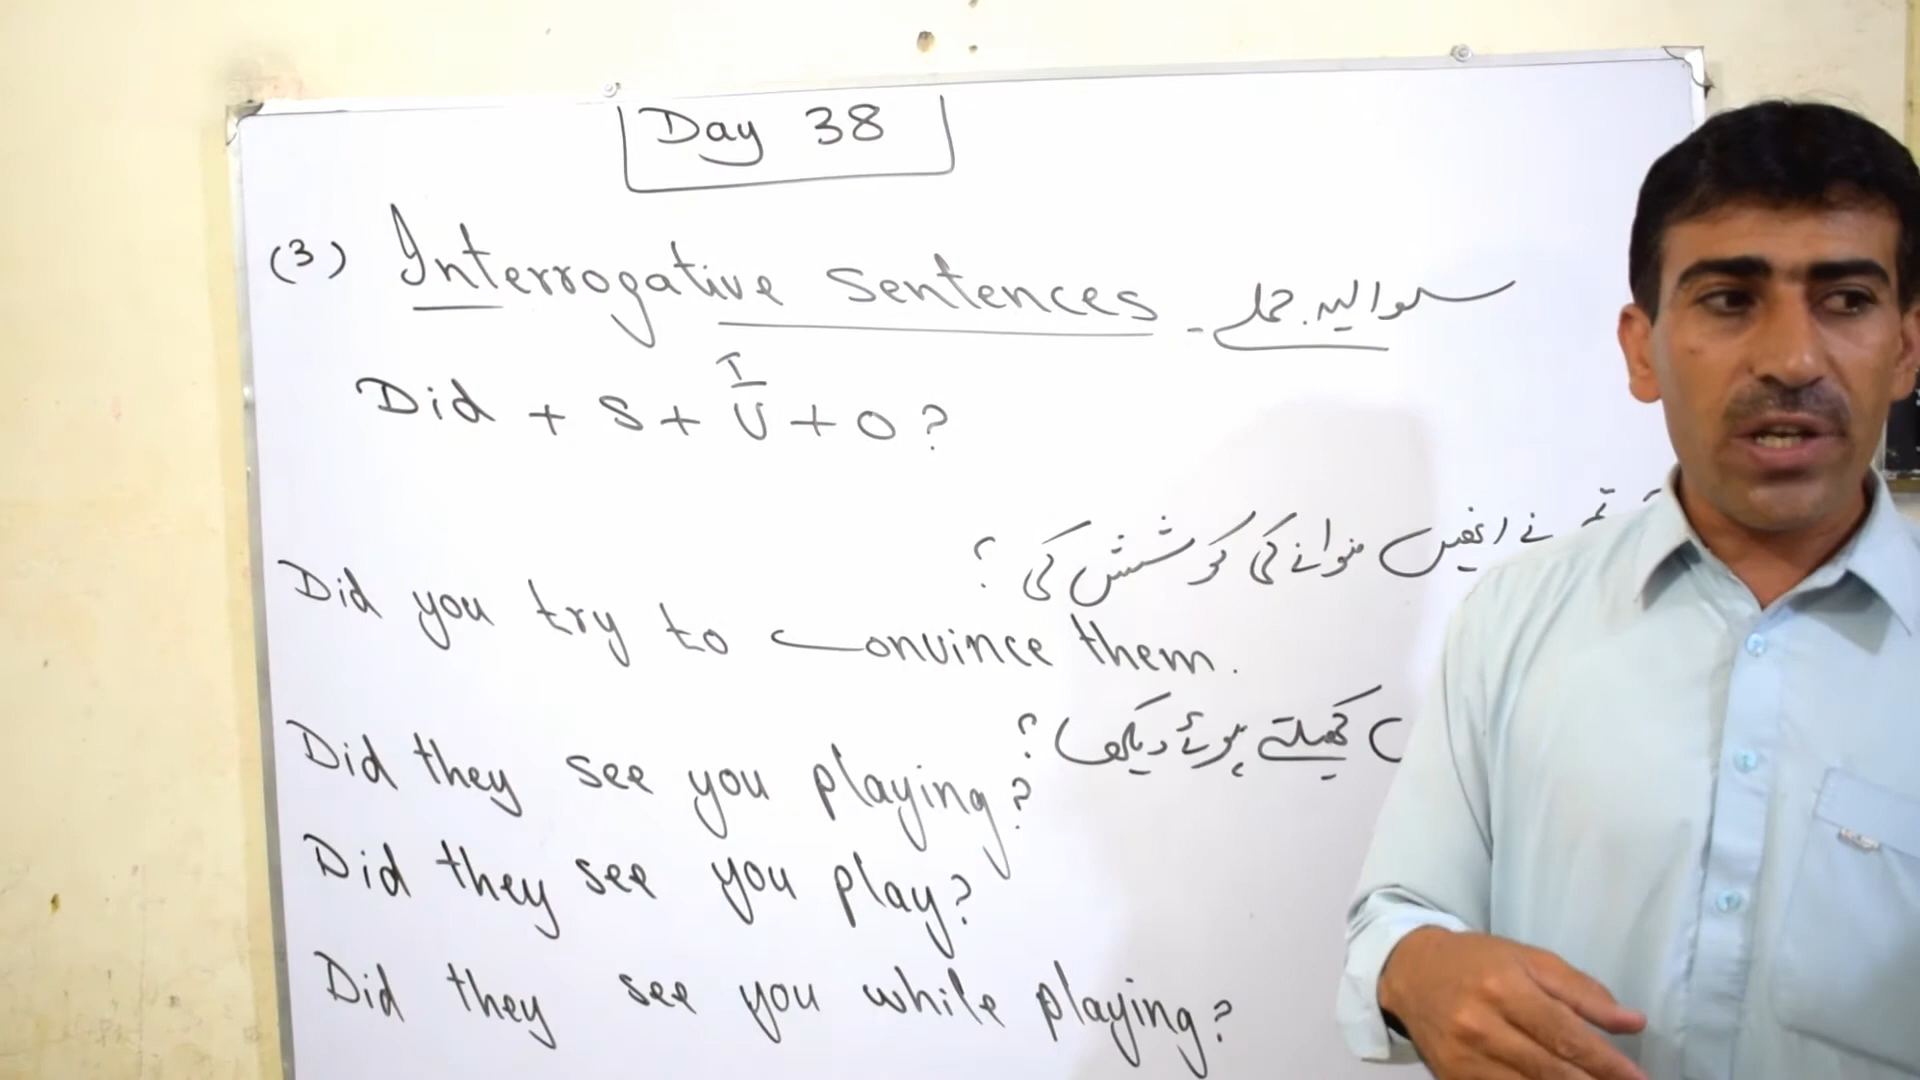 Day 38
(3) Interrogative Sentences - سوالیہ جملے
Did + S + V I + O ?
تم نے انھیں منوانے کی کوشش کی ؟
Did you try to convince them.
کھیلتے ہوئے دیکھا ؟
Did they see you playing?
Did they see you play?
Did they see you while playing?